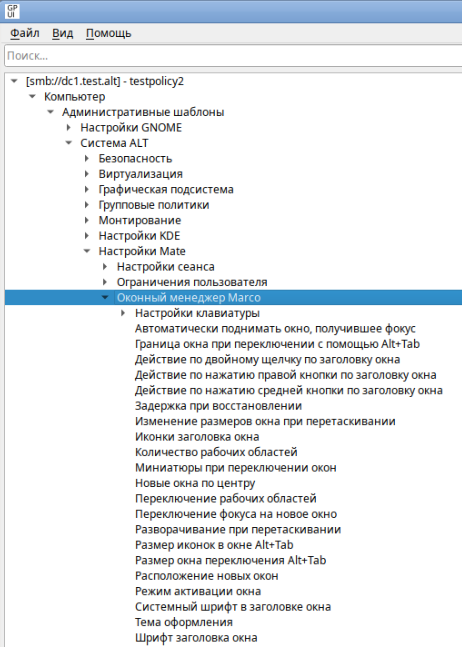 GP
UI
Файл Вид Помощь
Поиск...
[smb://dc1.test.alt] - testpolicy2
Компьютер
Административные шаблоны
Настройки GNOME
Система ALT
Безопасность
Виртуализация
Графическая подсистема
Групповые политики
Монтирование
Настройки KDE
Настройки Mate
Настройки сеанса
Ограничения пользователя
Оконный менеджер Marco
Настройки клавиатуры
Автоматически поднимать окно, получившее фокус
Граница окна при переключении с помощью Alt+Tab
Действие по двойному щелчку по заголовку окна
Действие по нажатию правой кнопки по заголовку окна
Действие по нажатию средней кнопки по заголовку окна
Задержка при восстановлении
Изменение размеров окна при перетаскивании
Иконки заголовка окна
Количество рабочих областей
Миниатюры при переключении окон
Новые окна по центру
Переключение рабочих областей
Переключение фокуса на новое окно
Разворачивание при перетаскивании
Размер иконок в окне Alt+Tab
Размер окна переключения Alt+Tab
Расположение новых окон
Режим активации окна
Системный шрифт в заголовке окна
Тема оформления
Шрифт заголовка окна